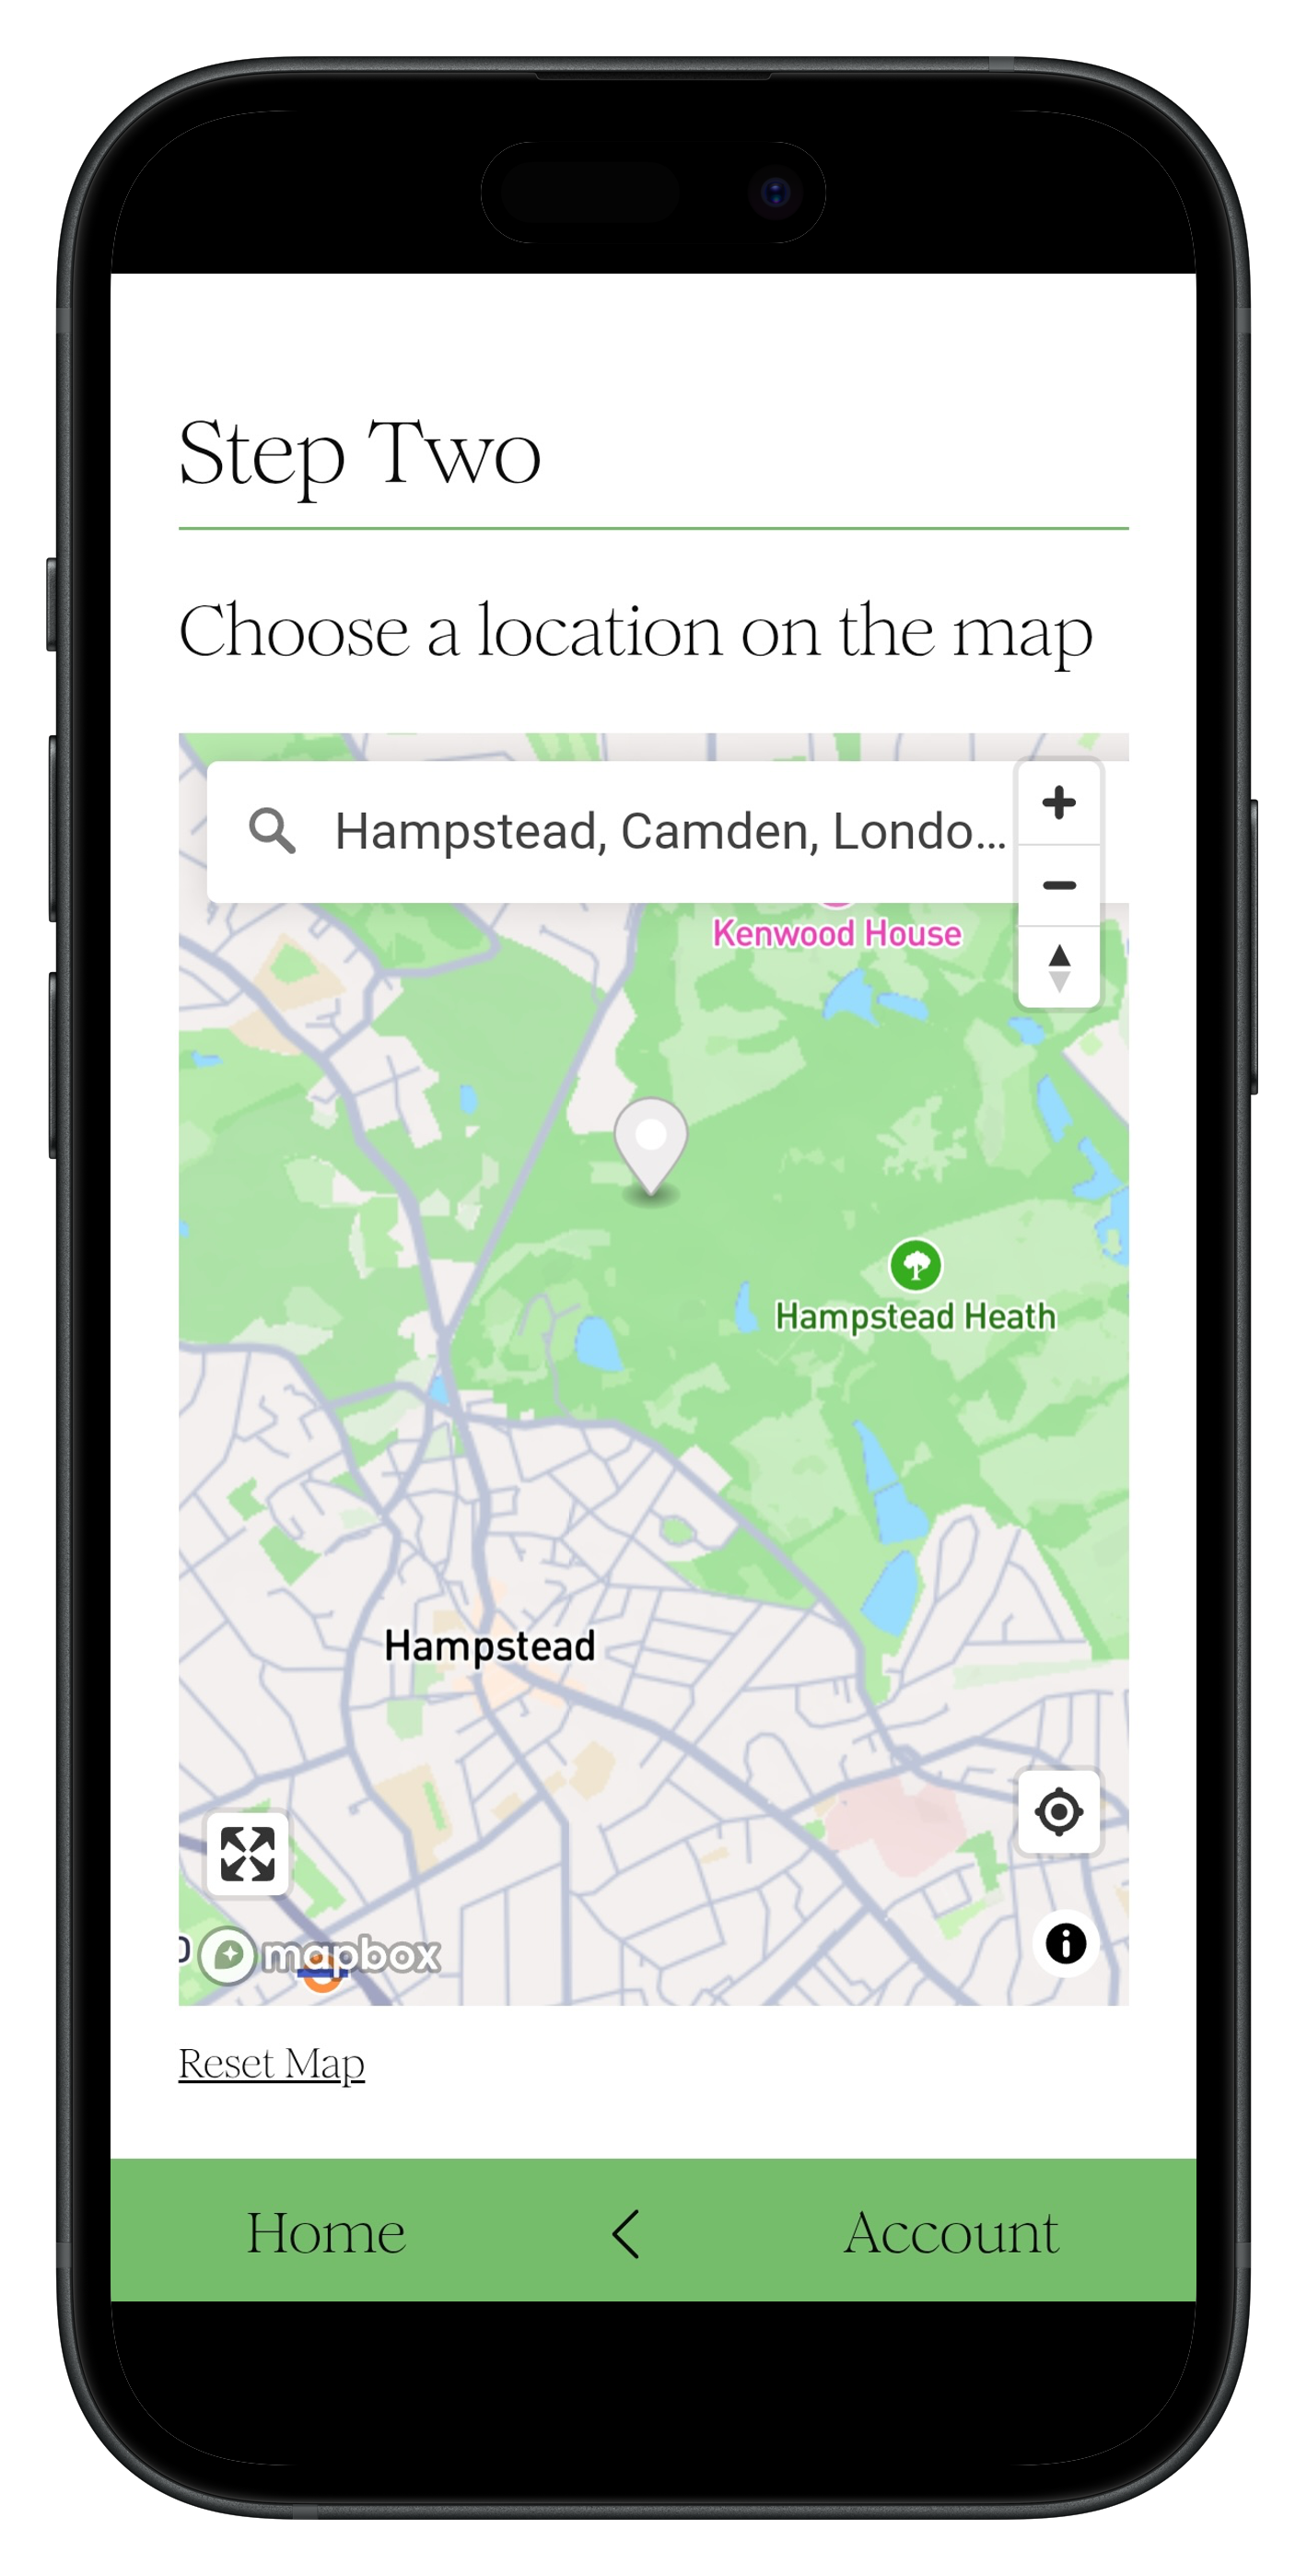 Step Two
Choose a location on the map
Hampstead, Camden, Londo...
Kenwood House
Hampstead Heath
Hampstead
mapbox
Reset Map
Home < Account